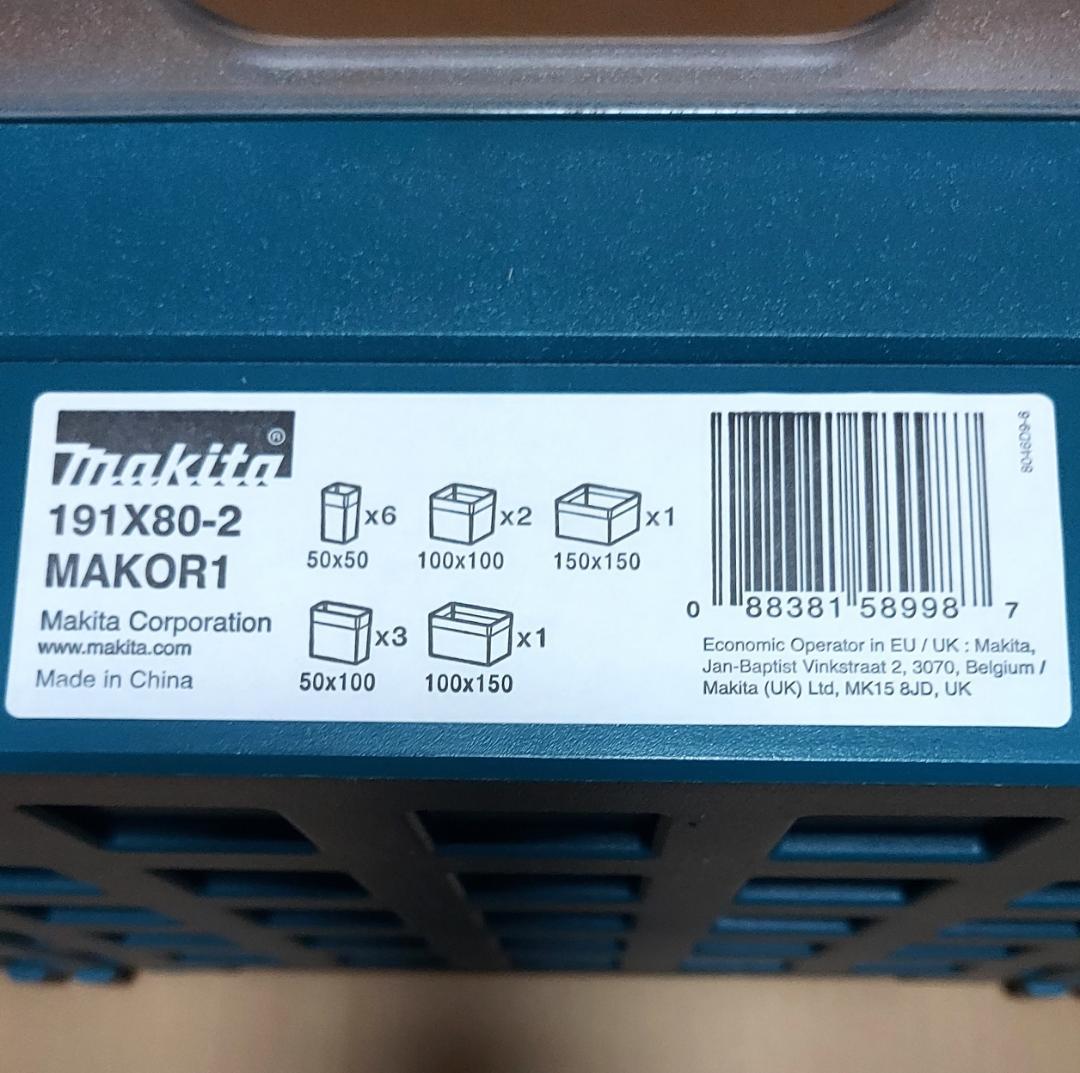 makita®
191X80-2
MAKOR1
Makita Corporation
www.makita.com
Made in China
x6
50x50
x2
100x100
x1
150x150
x3
50x100
x1
100x150
0 88381 58998 7
8046D9-6
Economic Operator in EU / UK : Makita,
Jan-Baptist Vinkstraat 2, 3070, Belgium /
Makita (UK) Ltd, MK15 8JD, UK